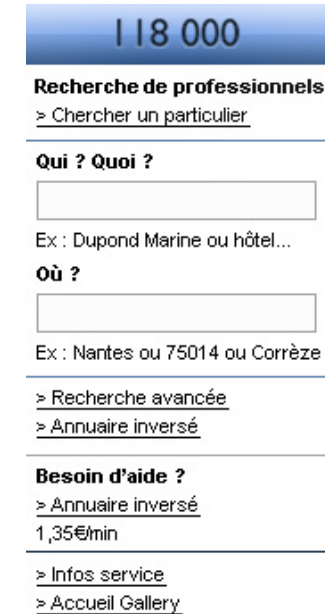 118 000
Recherche de professionnels
> Chercher un particulier
Qui ? Quoi ?
Ex : Dupond Marine ou hôtel...
Où ?
Ex : Nantes ou 75014 ou Corrèze
> Recherche avancée
> Annuaire inversé
Besoin d'aide ?
> Annuaire inversé
1,35€/min
> Infos service
> Accueil Gallery